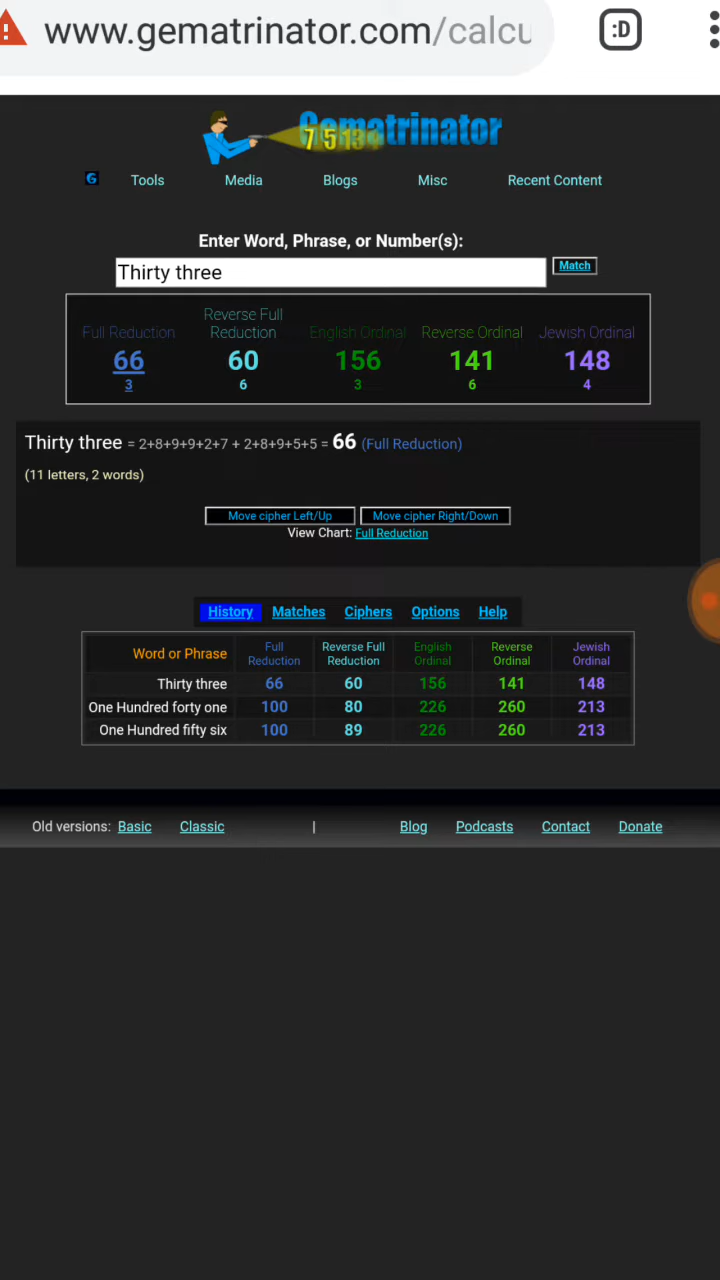 www.gematrinator.com/calcu
:D
Gematrinator
7 5 134
G Tools Media Blogs Misc Recent Content
Enter Word, Phrase, or Number(s):
Thirty three Match
Full Reduction Reverse Full Reduction English Ordinal Reverse Ordinal Jewish Ordinal
66 60 156 141 148
3 6 3 6 4
Thirty three = 2+8+9+9+2+7 + 2+8+9+5+5 = 66 (Full Reduction)
(11 letters, 2 words)
Move cipher Left/Up Move cipher Right/Down
View Chart: Full Reduction
History Matches Ciphers Options Help
Word or Phrase Full Reduction Reverse Full Reduction English Ordinal Reverse Ordinal Jewish Ordinal
Thirty three 66 60 156 141 148
One Hundred forty one 100 80 226 260 213
One Hundred fifty six 100 89 226 260 213
Old versions: Basic Classic | Blog Podcasts Contact Donate